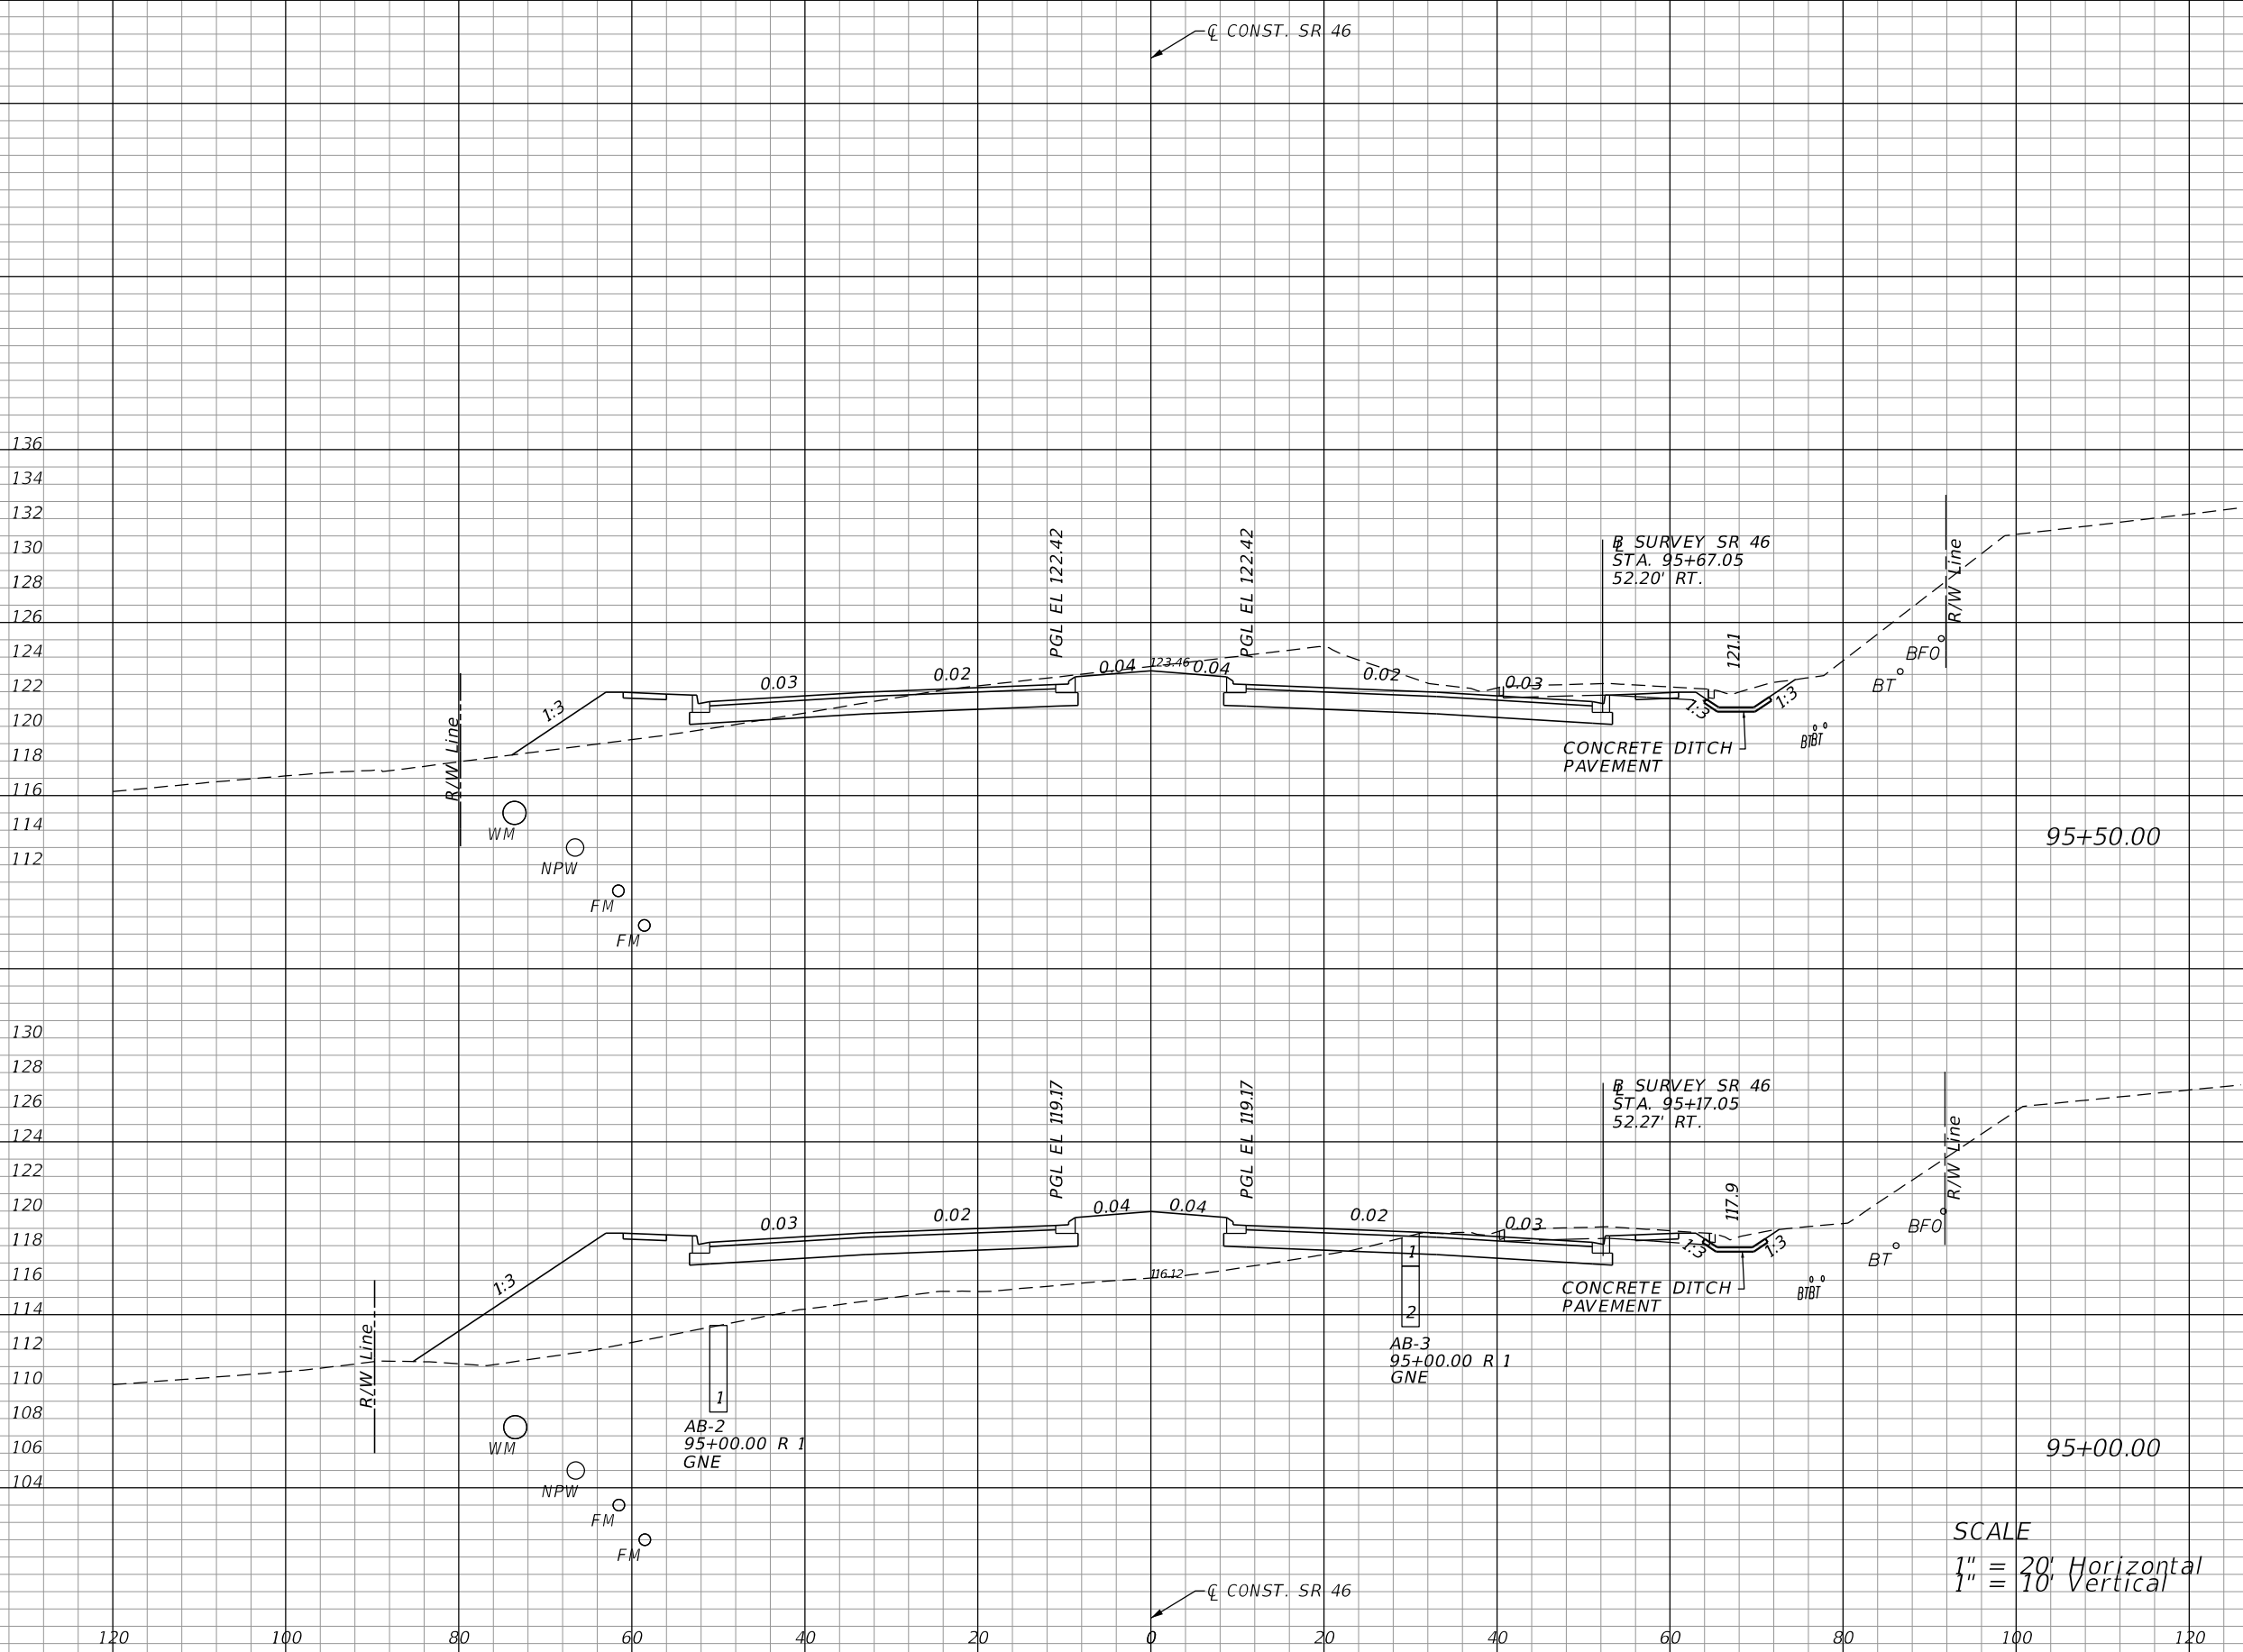 ℄ CONST. SR 46
136
134
132
130
128
126
124
122
120
118
116
114
112
R/W Line
1:3
0.03
0.02
PGL EL 122.42
0.04
123.46
0.04
PGL EL 122.42
0.02
0.03
B̲L SURVEY SR 46
STA. 95+67.05
52.20' RT.
121.1
1:3
1:3
CONCRETE DITCH
PAVEMENT
BT
BT
BT
BFO
R/W Line
WM
NPW
FM
FM
95+50.00
130
128
126
124
122
120
118
116
114
112
110
108
106
104
R/W Line
1:3
0.03
0.02
PGL EL 119.17
0.04
0.04
116.12
PGL EL 119.17
0.02
0.03
B̲L SURVEY SR 46
STA. 95+17.05
52.27' RT.
117.9
1:3
1:3
CONCRETE DITCH
PAVEMENT
BT
BT
BT
BFO
R/W Line
1
AB-2
95+00.00 R 1
GNE
1
2
AB-3
95+00.00 R 1
GNE
WM
NPW
FM
FM
95+00.00
SCALE
1" = 20' Horizontal
1" = 10' Vertical
℄ CONST. SR 46
120 100 80 60 40 20 0 20 40 60 80 100 120